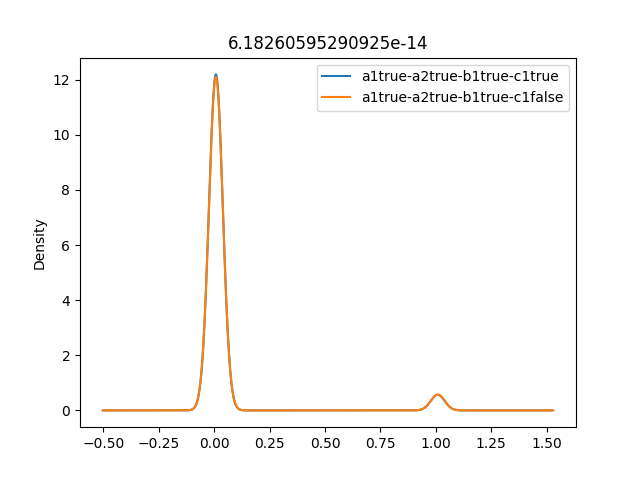 6.18260595290925e-14
a1true-a2true-b1true-c1true
a1true-a2true-b1true-c1false
Density
12
10
8
6
4
2
0
−0.50 −0.25 0.00 0.25 0.50 0.75 1.00 1.25 1.50